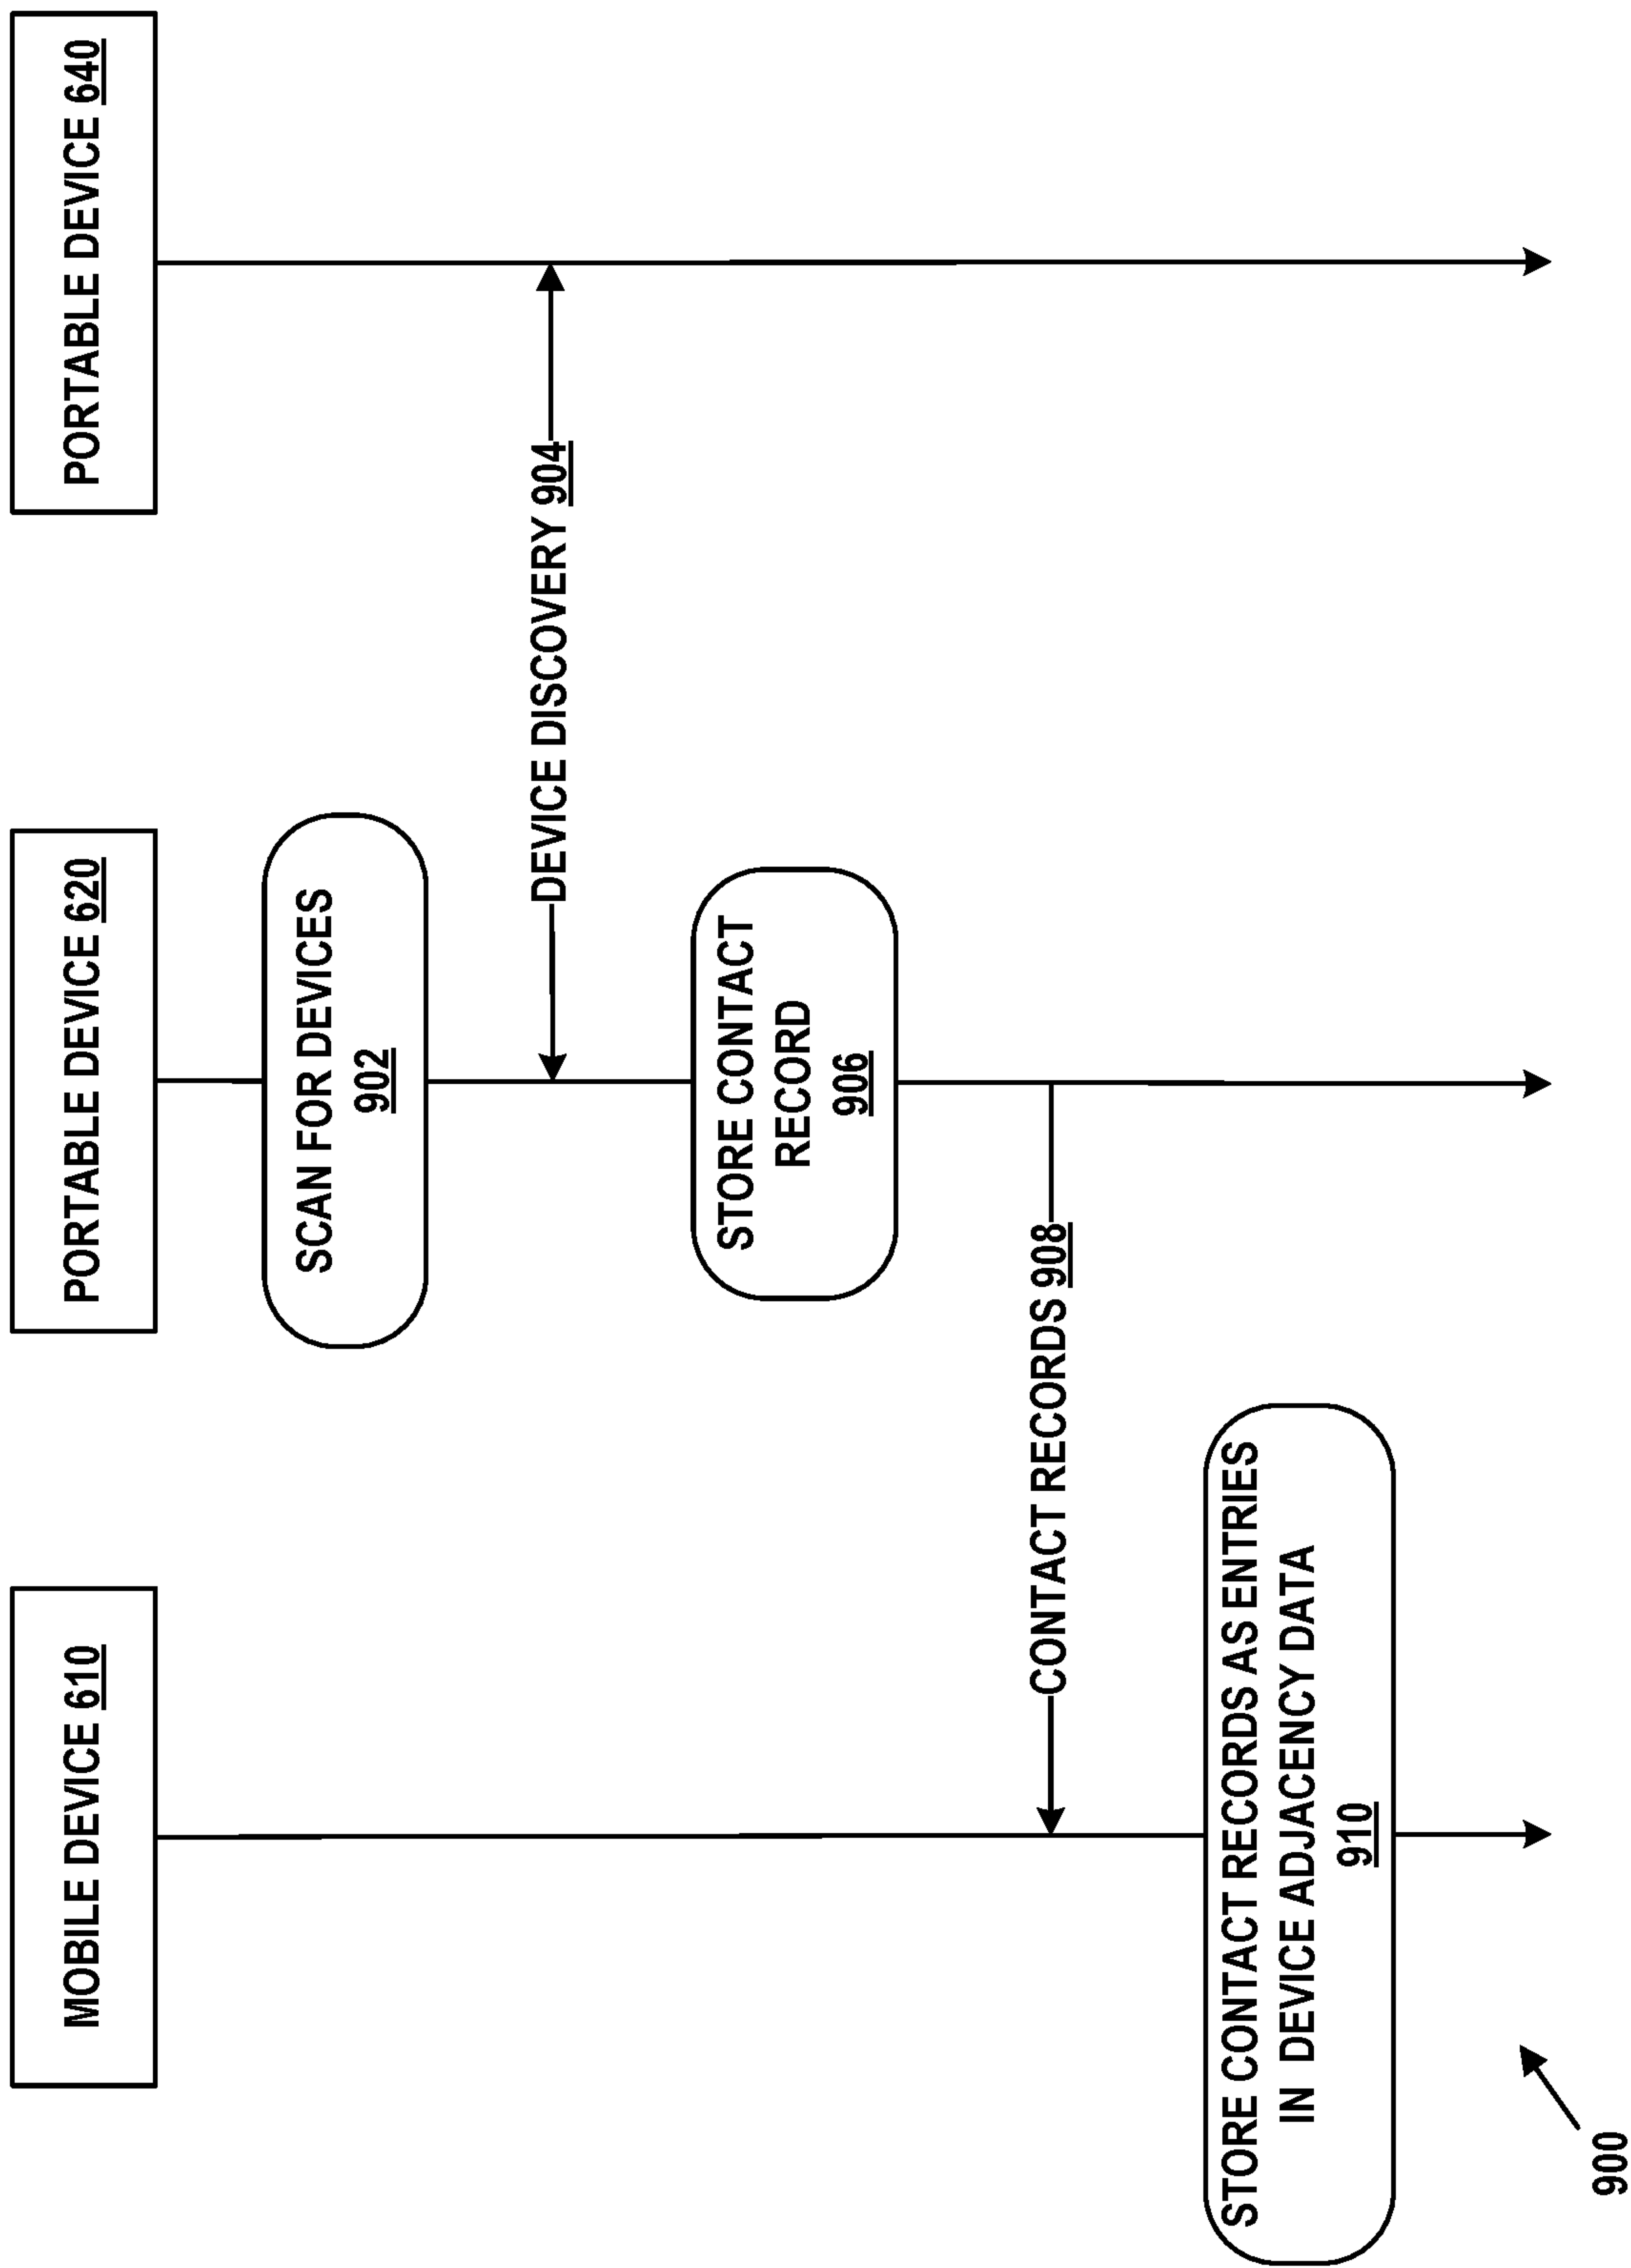 MOBILE DEVICE 610
PORTABLE DEVICE 620
PORTABLE DEVICE 640
SCAN FOR DEVICES
902
DEVICE DISCOVERY 904
STORE CONTACT
RECORD
906
CONTACT RECORDS 908
STORE CONTACT RECORDS AS ENTRIES
IN DEVICE ADJACENCY DATA
910
900